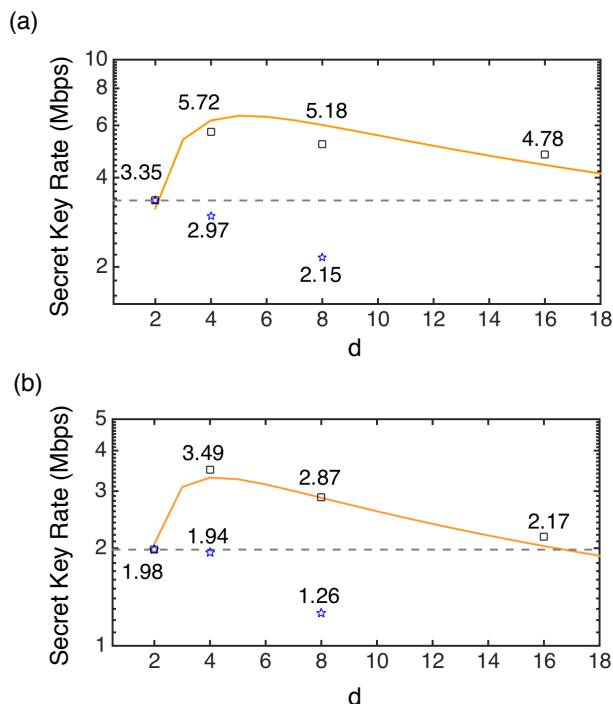 (a)
Secret Key Rate (Mbps)
10
8
6
4
2
3.35
5.72
5.18
4.78
2.97
2.15
2 4 6 8 10 12 14 16 18
d
(b)
Secret Key Rate (Mbps)
5
4
3
2
1
3.49
2.87
2.17
1.98
1.94
1.26
2 4 6 8 10 12 14 16 18
d